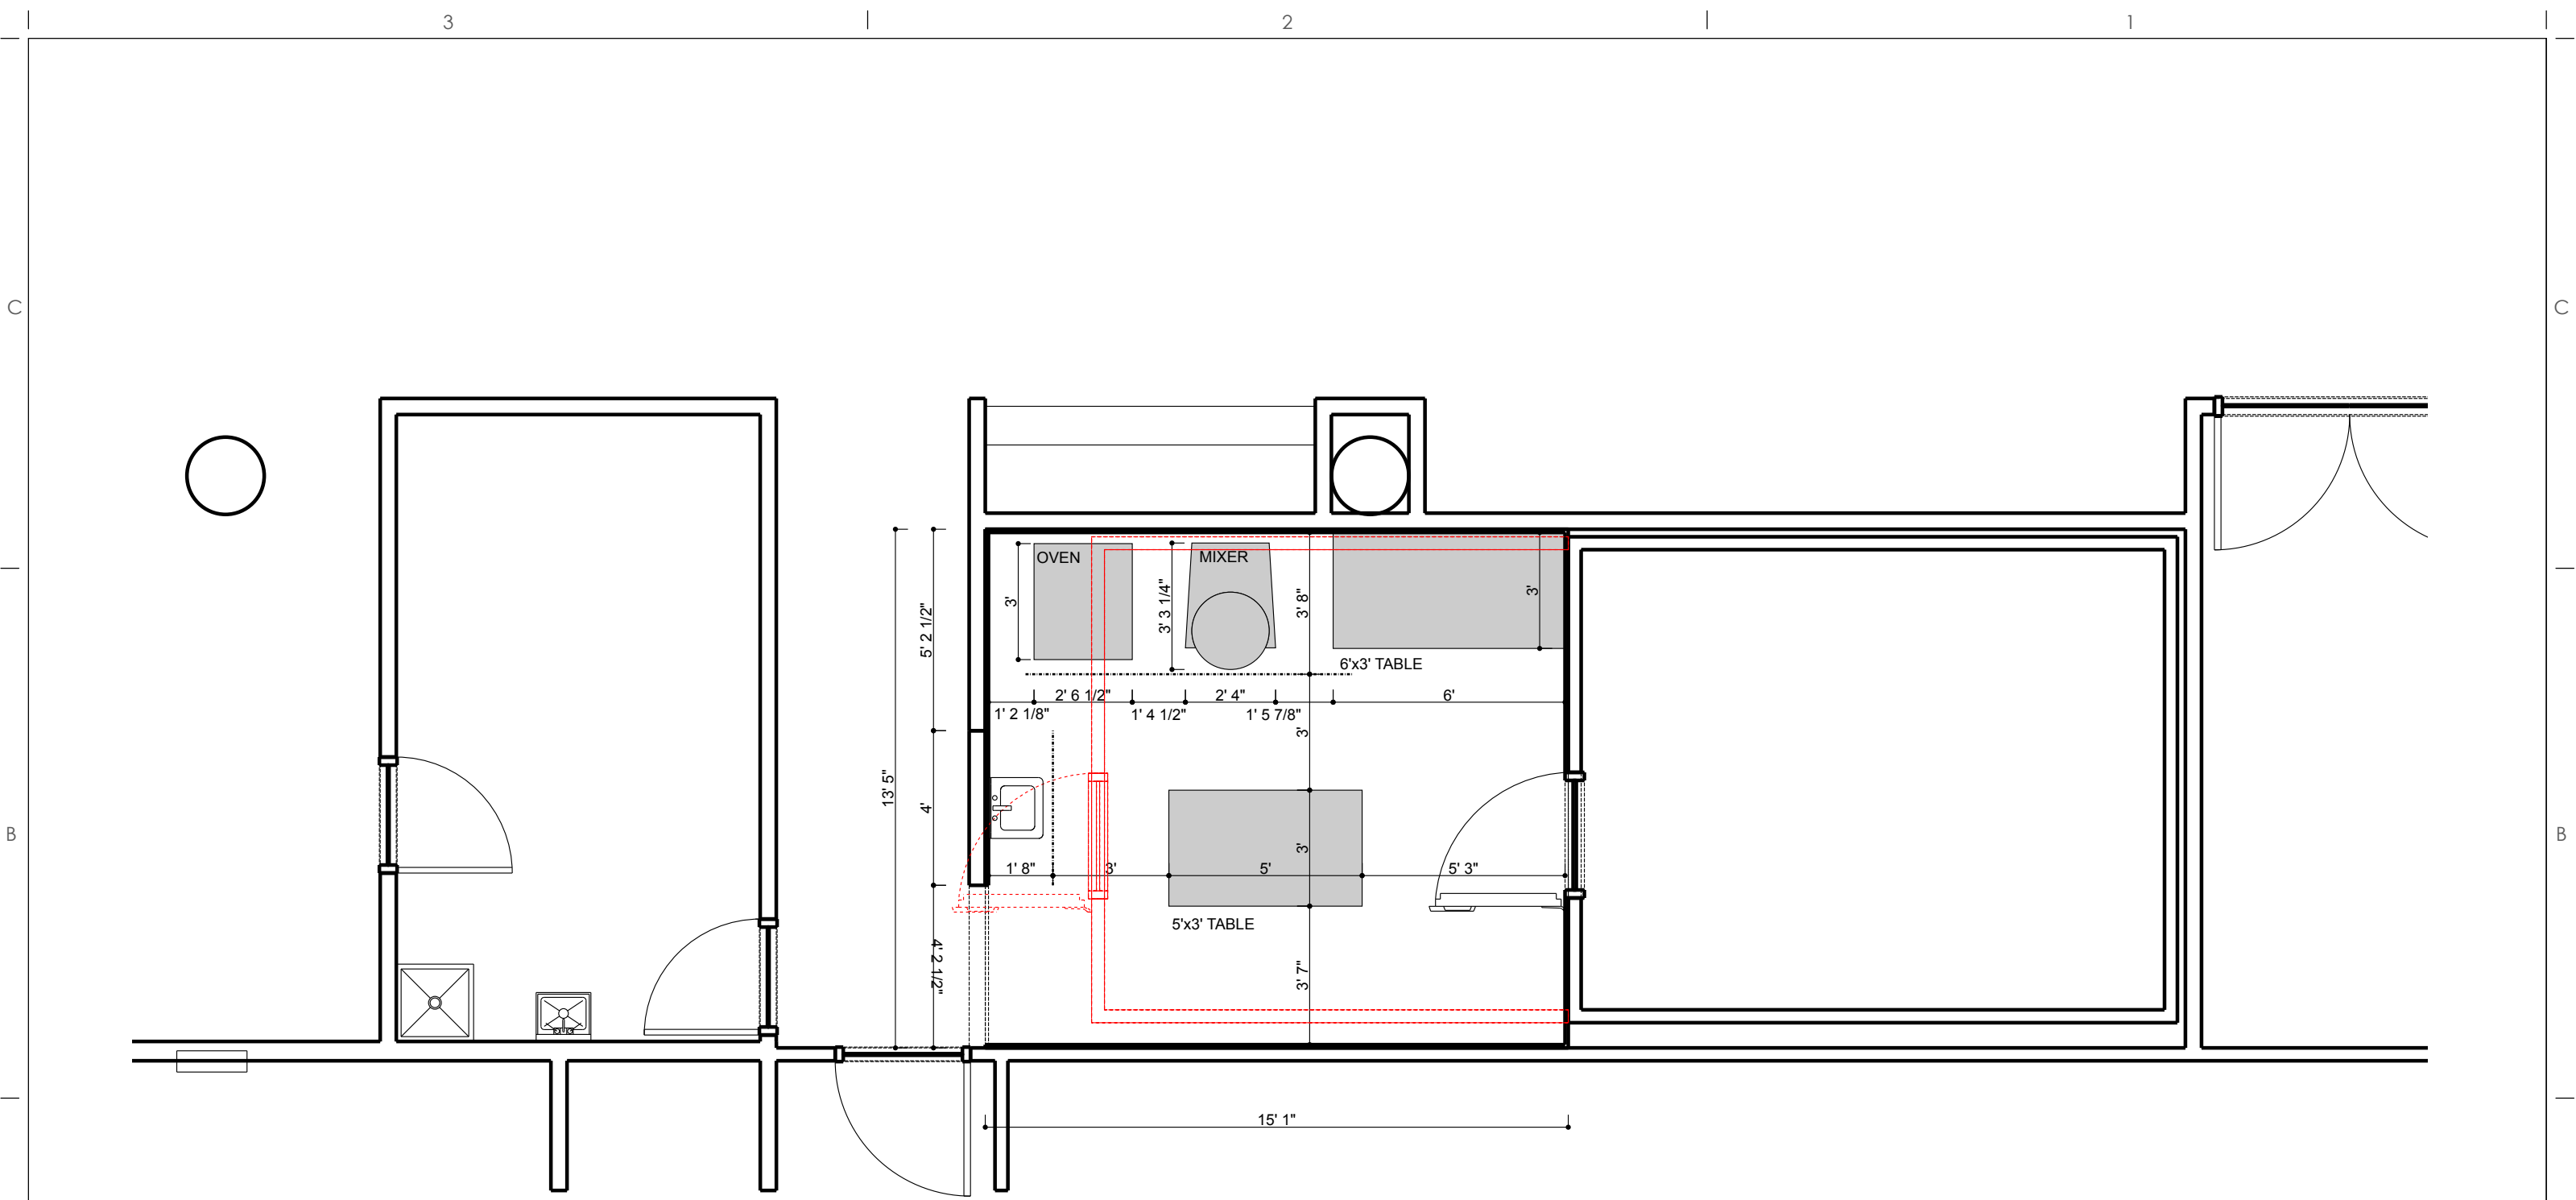 3
2
1
C
C
OVEN
MIXER
3'
3' 3 1/4"
3' 8"
3'
5' 2 1/2"
6'x3' TABLE
2' 6 1/2"
2' 4"
6'
1' 2 1/8"
1' 4 1/2"
1' 5 7/8"
3'
13' 5"
4'
B
B
3'
1' 8"
3'
5'
5' 3"
5'x3' TABLE
4' 2 1/2"
3' 7"
15' 1"